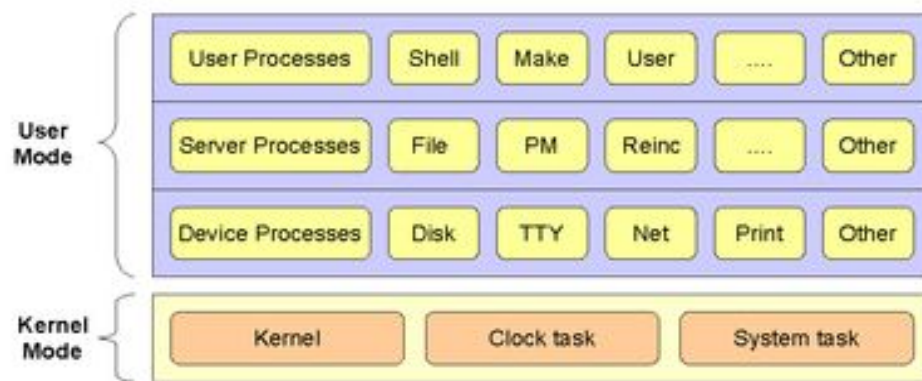 User Processes Shell Make User .... Other
User
Mode
Server Processes File PM Reinc .... Other
Device Processes Disk TTY Net Print Other
Kernel
Mode
Kernel Clock task System task